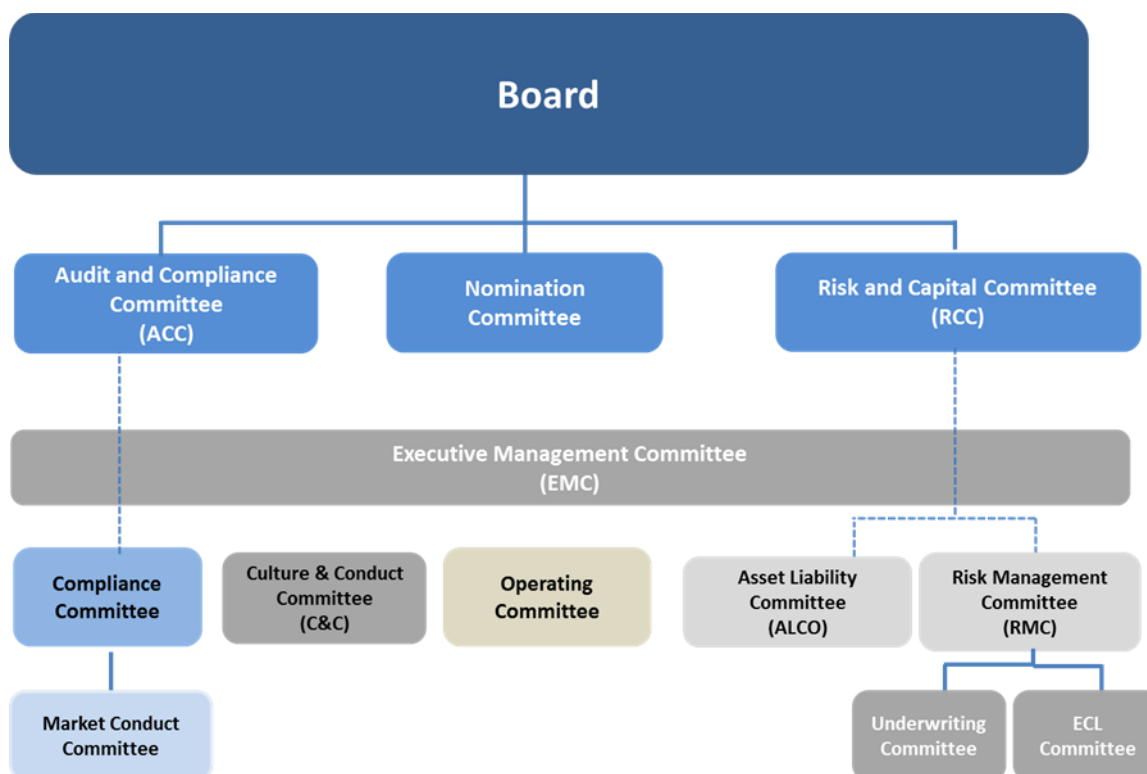 Board
Audit and Compliance
Committee
(ACC)
Nomination
Committee
Risk and Capital Committee
(RCC)
Executive Management Committee
(EMC)
Compliance
Committee
Culture & Conduct
Committee
(C&C)
Operating
Committee
Asset Liability
Committee
(ALCO)
Risk Management
Committee
(RMC)
Market Conduct
Committee
Underwriting
Committee
ECL
Committee